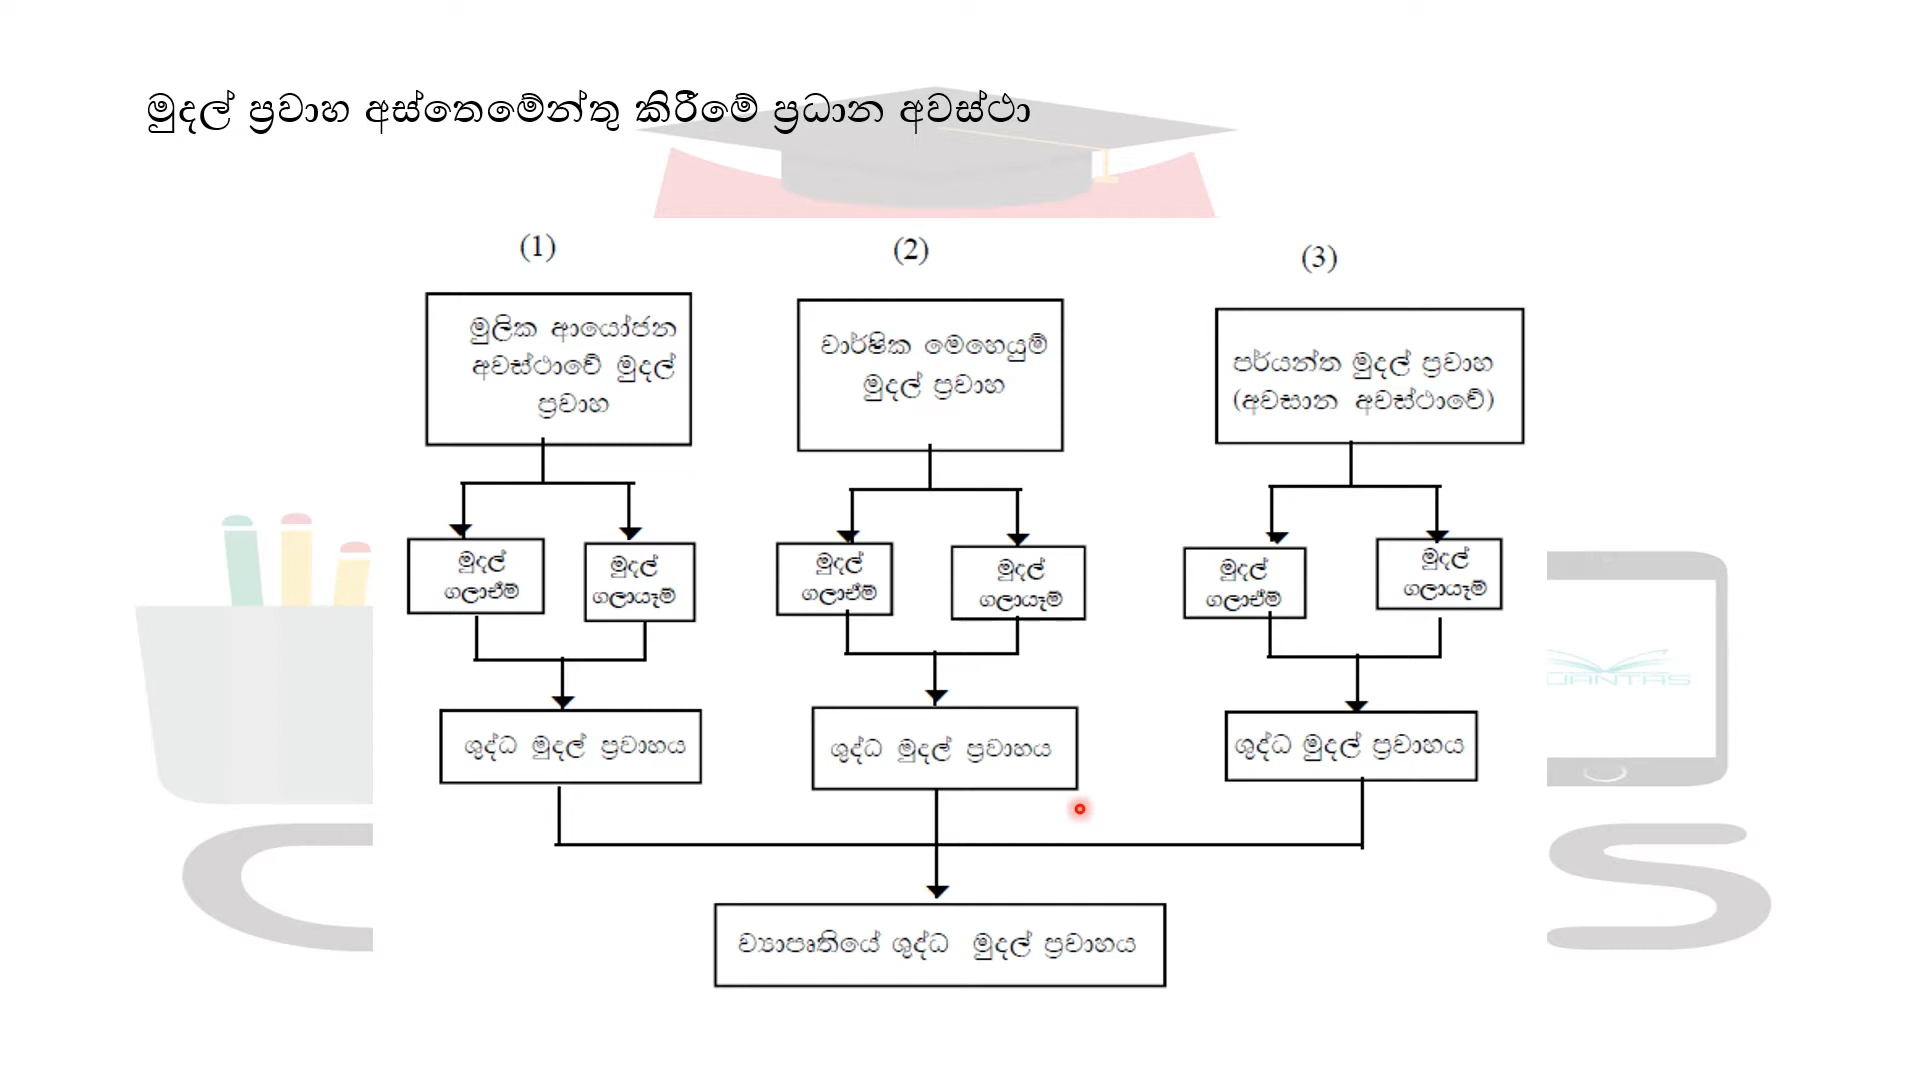 මුදල් ප්‍රවාහ අස්තෙමේන්තු කිරීමේ ප්‍රධාන අවස්ථා
(1)
(2)
(3)
මුලික ආයෝජන
අවස්ථාවේ මුදල්
ප්‍රවාහ
වාර්ෂික මෙහෙයුම්
මුදල් ප්‍රවාහ
පර්යන්ත මුදල් ප්‍රවාහ
(අවසාන අවස්ථාවේ)
මුදල්
ගලාඒම්
මුදල්
ගලායෑම්
මුදල්
ගලාඒම්
මුදල්
ගලායෑම්
මුදල්
ගලාඒම්
මුදල්
ගලායෑම්
ශුද්ධ මුදල් ප්‍රවාහය
ශුද්ධ මුදල් ප්‍රවාහය
ශුද්ධ මුදල් ප්‍රවාහය
ව්‍යාපෘතියේ ශුද්ධ මුදල් ප්‍රවාහය